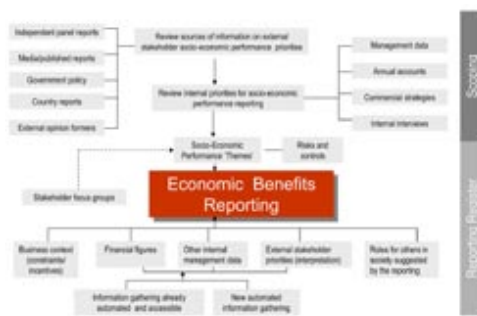 Independent panel reports
Media/published reports
Government policy
Country reports
External opinion formers
Review sources of information on external
stakeholder socio-economic performance priorities
Review internal priorities for socio-economic
performance reporting
Management data
Annual accounts
Commercial strategies
Internal interviews
Socio-Economic
Performance 'Themes'
Risks and
controls
Stakeholder focus groups
Economic Benefits
Reporting
Business context
(constraints/
incentives)
Financial figures
Other internal
management data
External stakeholder
priorities (interpretation)
Roles for others in
society suggested
by the reporting
Information gathering already
automated and accessible
New automated
information gathering
Scoping
Reporting Register